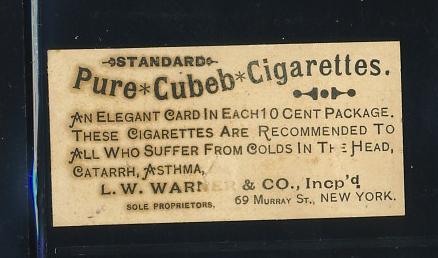 STANDARD
Pure*Cubeb*Cigarettes.
AN ELEGANT CARD IN EACH 10 CENT PACKAGE.
THESE CIGARETTES ARE RECOMMENDED TO
ALL WHO SUFFER FROM COLDS IN THE HEAD,
CATARRH, ASTHMA,
L. W. WARNER & CO., Incp'd
SOLE PROPRIETORS, 69 MURRAY ST., NEW YORK.